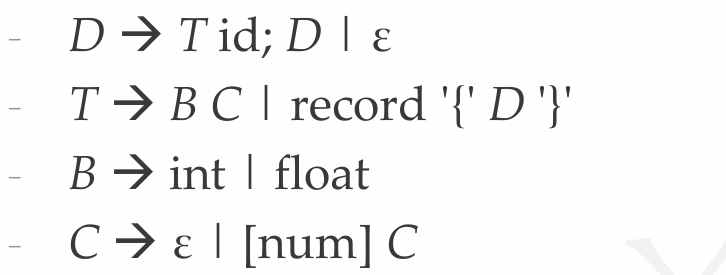 – D → T id; D | ε
– T → B C | record '{' D '}'
– B → int | float
– C → ε | [num] C